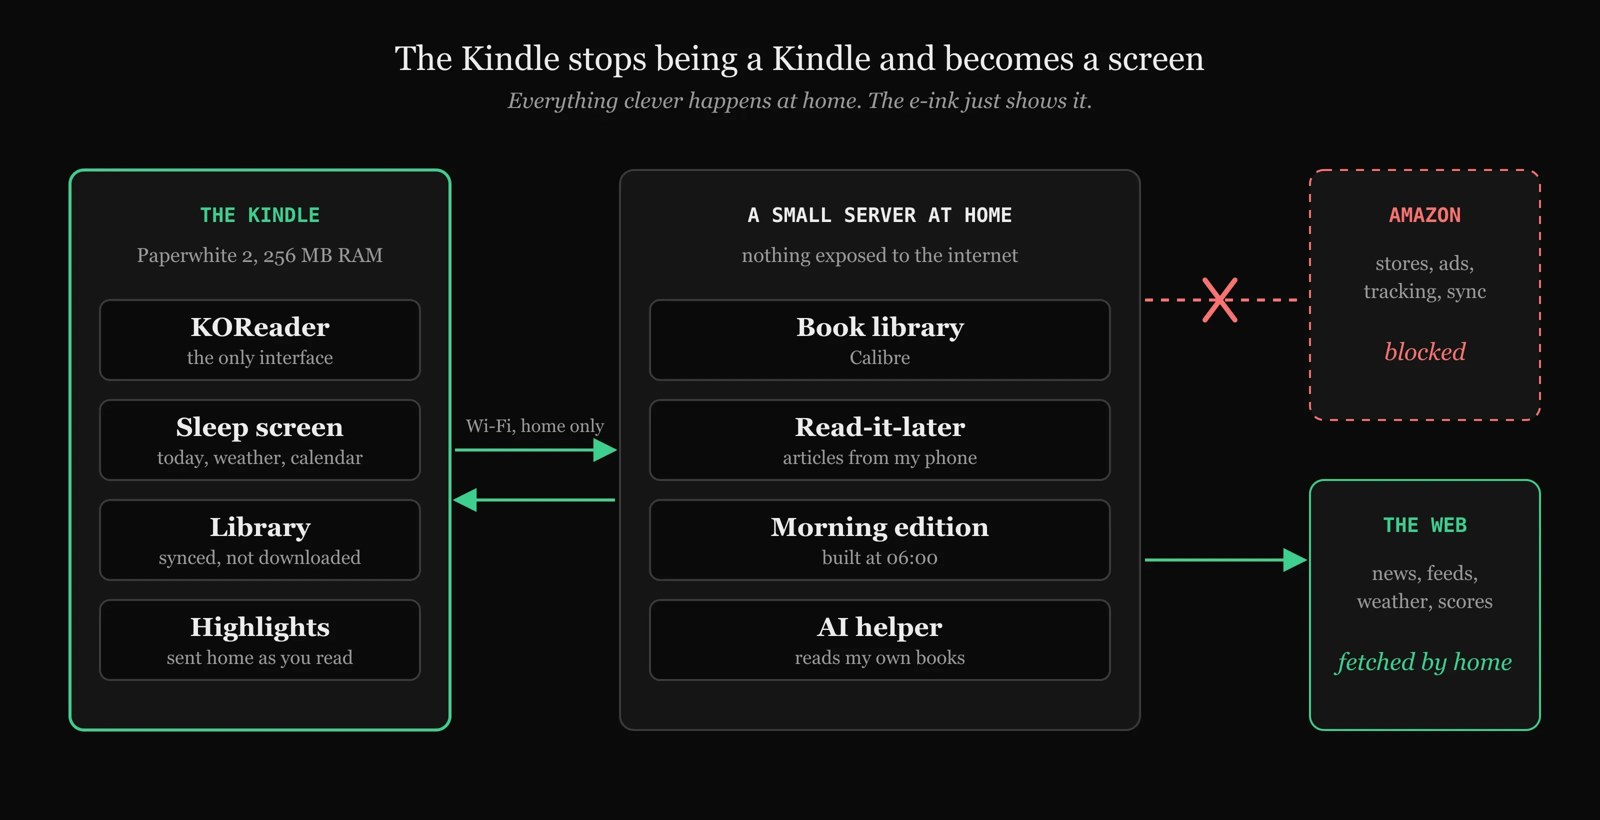 The Kindle stops being a Kindle and becomes a screen
Everything clever happens at home. The e-ink just shows it.
THE KINDLE
Paperwhite 2, 256 MB RAM
KOReader
the only interface
Sleep screen
today, weather, calendar
Library
synced, not downloaded
Highlights
sent home as you read
Wi-Fi, home only
A SMALL SERVER AT HOME
nothing exposed to the internet
Book library
Calibre
Read-it-later
articles from my phone
Morning edition
built at 06:00
AI helper
reads my own books
AMAZON
stores, ads,
tracking, sync
blocked
THE WEB
news, feeds,
weather, scores
fetched by home